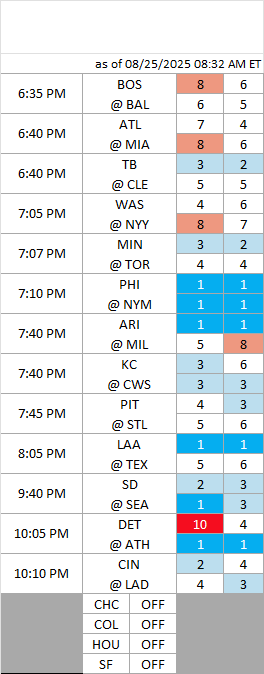 as of 08/25/2025 08:32 AM ET
6:35 PM BOS 8 6
@ BAL 6 5
6:40 PM ATL 7 4
@ MIA 8 6
6:40 PM TB 3 2
@ CLE 5 5
7:05 PM WAS 4 6
@ NYY 8 7
7:07 PM MIN 3 2
@ TOR 4 4
7:10 PM PHI 1 1
@ NYM 1 1
7:40 PM ARI 1 1
@ MIL 5 8
7:40 PM KC 3 6
@ CWS 3 3
7:45 PM PIT 4 3
@ STL 5 6
8:05 PM LAA 1 1
@ TEX 5 6
9:40 PM SD 2 3
@ SEA 1 3
10:05 PM DET 10 4
@ ATH 1 1
10:10 PM CIN 2 4
@ LAD 4 3
CHC OFF
COL OFF
HOU OFF
SF OFF